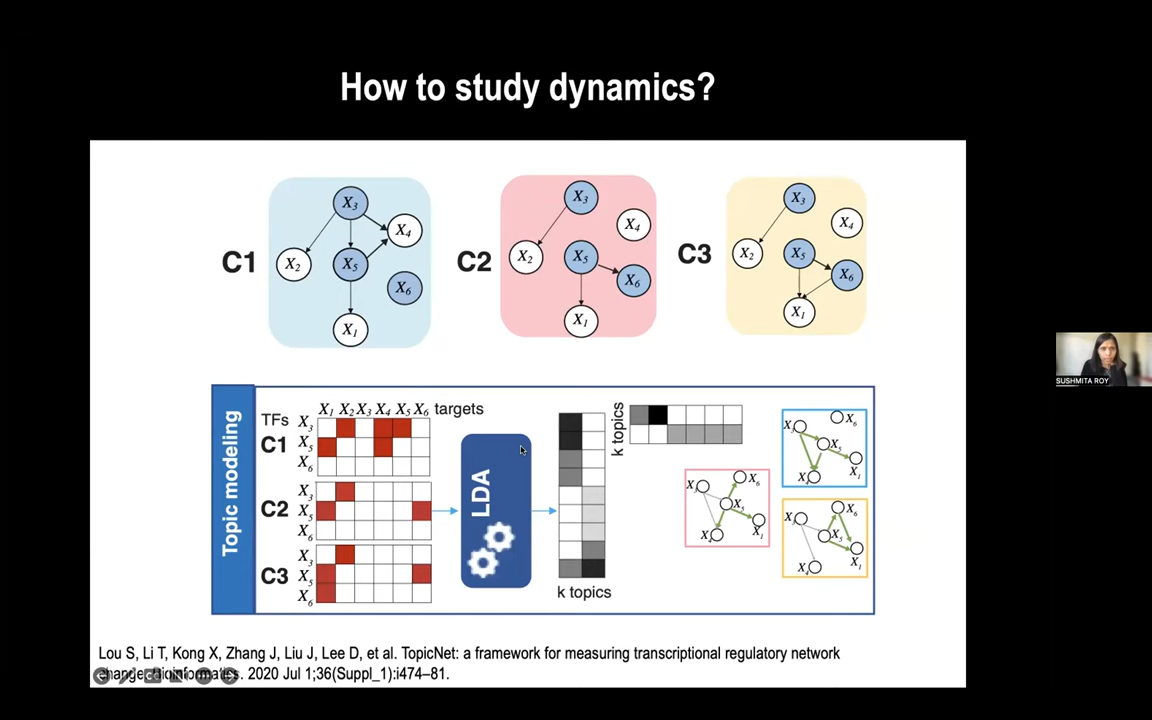 How to study dynamics?
C1
X3
X4
X2
X5
X6
X1
C2
X3
X4
X2
X5
X6
X1
C3
X3
X4
X2
X5
X6
X1
Topic modeling
X1 X2 X3 X4 X5 X6 targets
TFs
C1
X3
X5
X6
C2
X3
X5
X6
C3
X3
X5
X6
LDA
k topics
k topics
X3
X5
X6
X4
X1
X3
X6
X5
X4
X1
X3
X6
X5
X4
X1
Lou S, Li T, Kong X, Zhang J, Liu J, Lee D, et al. TopicNet: a framework for measuring transcriptional regulatory network
change. Bioinformatics. 2020 Jul 1;36(Suppl_1):i474–81.
SUSHMITA ROY